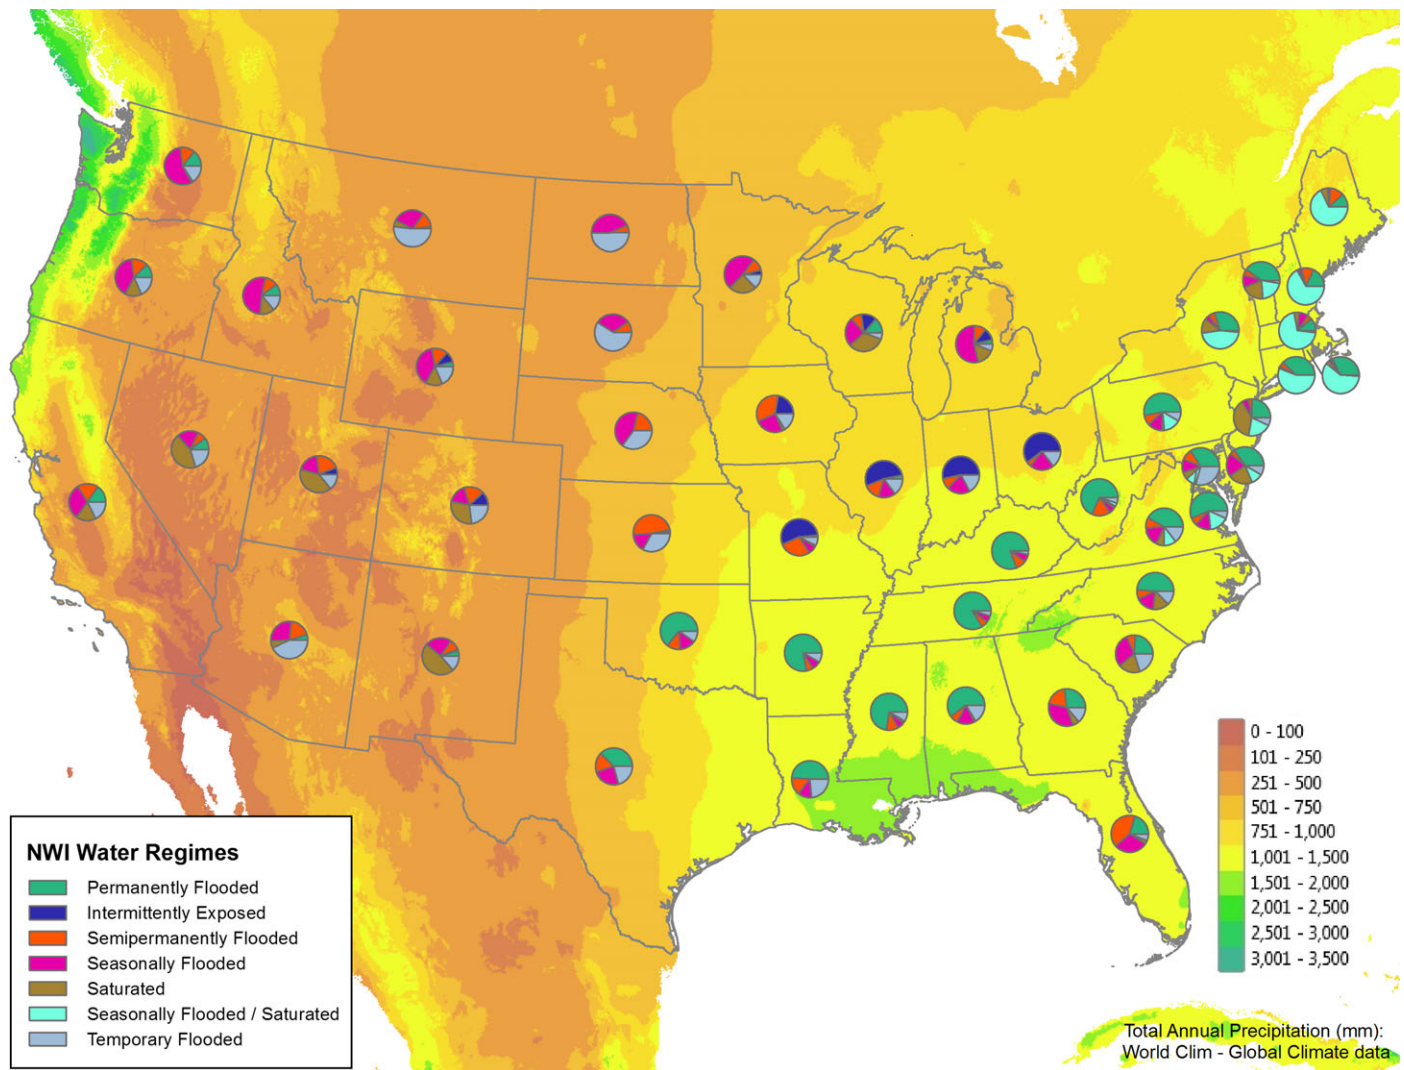 0 - 100
101 - 250
251 - 500
501 - 750
751 - 1,000
1,001 - 1,500
1,501 - 2,000
2,001 - 2,500
2,501 - 3,000
3,001 - 3,500
NWI Water Regimes
Permanently Flooded
Intermittently Exposed
Semipermanently Flooded
Seasonally Flooded
Saturated
Seasonally Flooded / Saturated
Temporary Flooded
Total Annual Precipitation (mm):
World Clim - Global Climate data